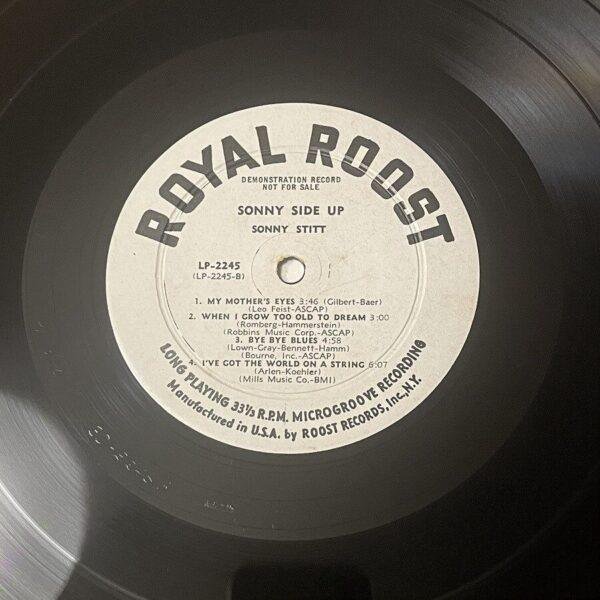 ROYAL ROOST
DEMONSTRATION RECORD
NOT FOR SALE
SONNY SIDE UP
SONNY STITT
LP-2245
(LP-2245-B)
1. MY MOTHER'S EYES 3:46 (Gilbert-Baer)
(Leo Feist-ASCAP)
2. WHEN I GROW TOO OLD TO DREAM 3:00
(Romberg-Hammerstein)
(Robbins Music Corp.-ASCAP)
3. BYE BYE BLUES 4:58
(Lown-Gray-Bennett-Hamm)
(Bourne, Inc.-ASCAP)
4. I'VE GOT THE WORLD ON A STRING 6:07
(Arlen-Koehler)
(Mills Music Co.-BMI)
LONG PLAYING 33⅓ R.P.M. MICROGROOVE RECORDING
Manufactured in U.S.A. by ROOST RECORDS, Inc., N.Y.